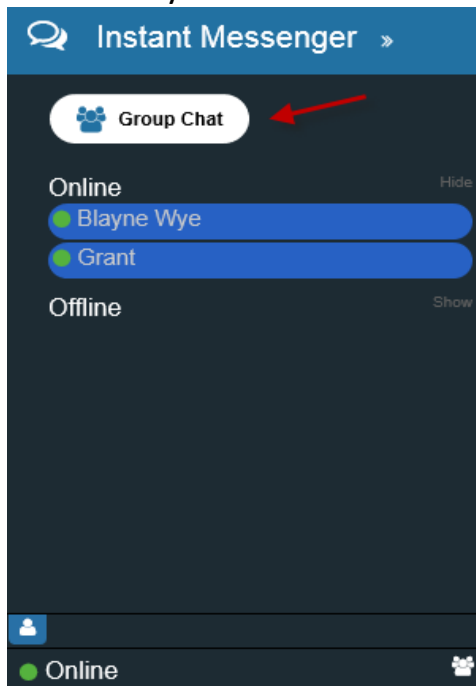 Instant Messenger »
Group Chat
Online Hide
Blayne Wye
Grant
Offline Show
Online